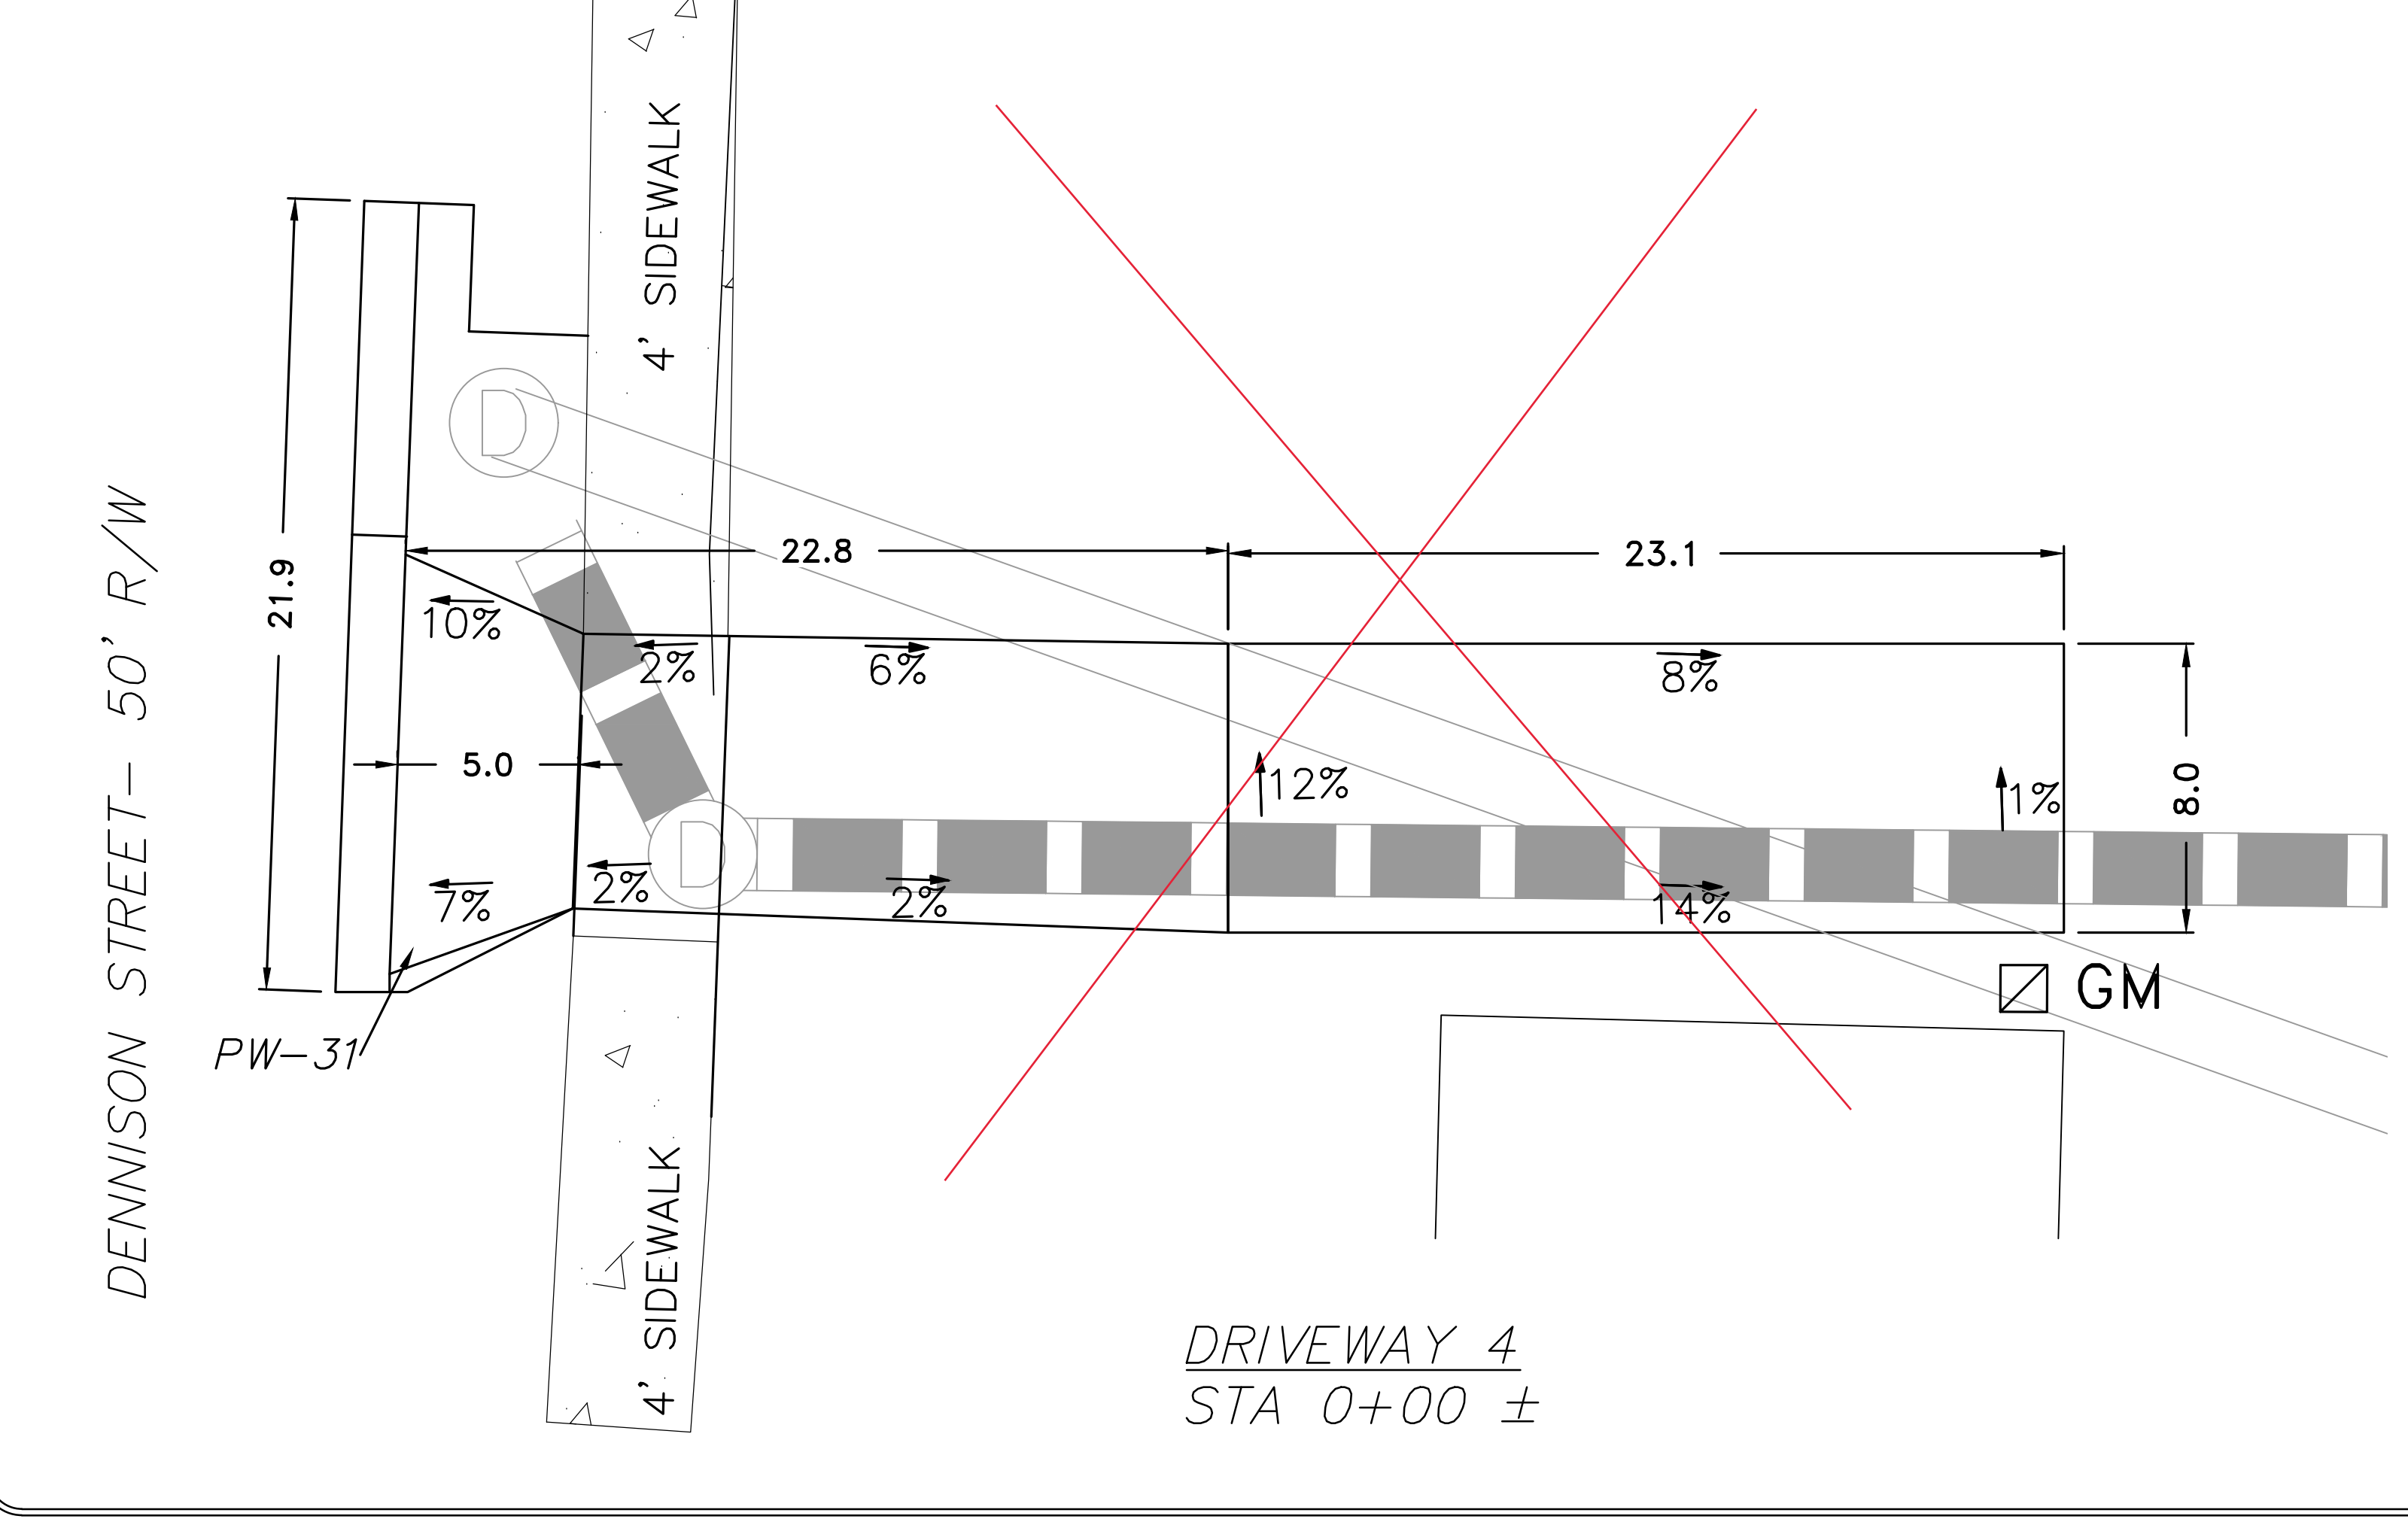 DENNISON STREET- 50' R/W
21.9
4' SIDEWALK
22.8
23.1
10%
2%
6%
8%
5.0
12%
1%
8.0
7%
2%
2%
14%
PW-31
GM
4' SIDEWALK
DRIVEWAY 4
STA 0+00 ±
D
D